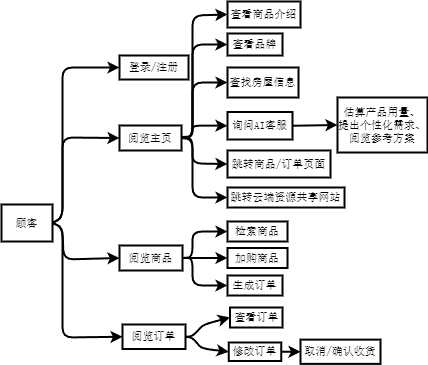 查看商品介绍
查看品牌
登录/注册
查找房屋信息
阅览主页
询问AI客服
估算产品用量、
提出个性化需求、
阅览参考方案
跳转商品/订单页面
跳转云端资源共享网站
顾客
检索商品
阅览商品
加购商品
生成订单
查看订单
阅览订单
修改订单
取消/确认收货